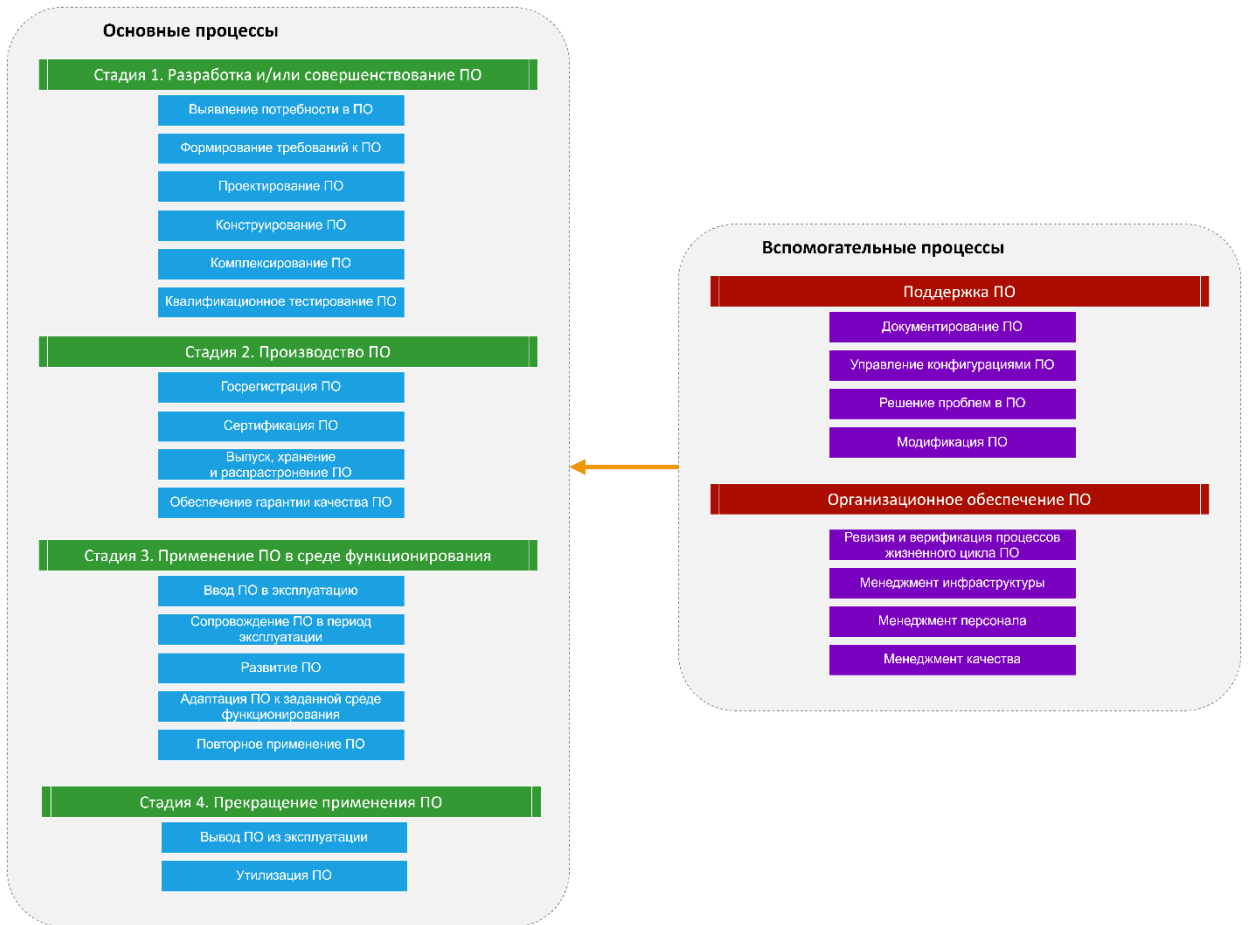 Основные процессы
Стадия 1. Разработка и/или совершенствование ПО
Выявление потребности в ПО
Формирование требований к ПО
Проектирование ПО
Конструирование ПО
Комплексирование ПО
Квалификационное тестирование ПО
Стадия 2. Производство ПО
Госрегистрация ПО
Сертификация ПО
Выпуск, хранение
и распрастронение ПО
Обеспечение гарантии качества ПО
Стадия 3. Применение ПО в среде функционирования
Ввод ПО в эксплуатацию
Сопровождение ПО в период
эксплуатации
Развитие ПО
Адаптация ПО к заданной среде
функционирования
Повторное применение ПО
Стадия 4. Прекращение применения ПО
Вывод ПО из эксплуатации
Утилизация ПО
Вспомогательные процессы
Поддержка ПО
Документирование ПО
Управление конфигурациями ПО
Решение проблем в ПО
Модификация ПО
Организационное обеспечение ПО
Ревизия и верификация процессов
жизненного цикла ПО
Менеджмент инфраструктуры
Менеджмент персонала
Менеджмент качества